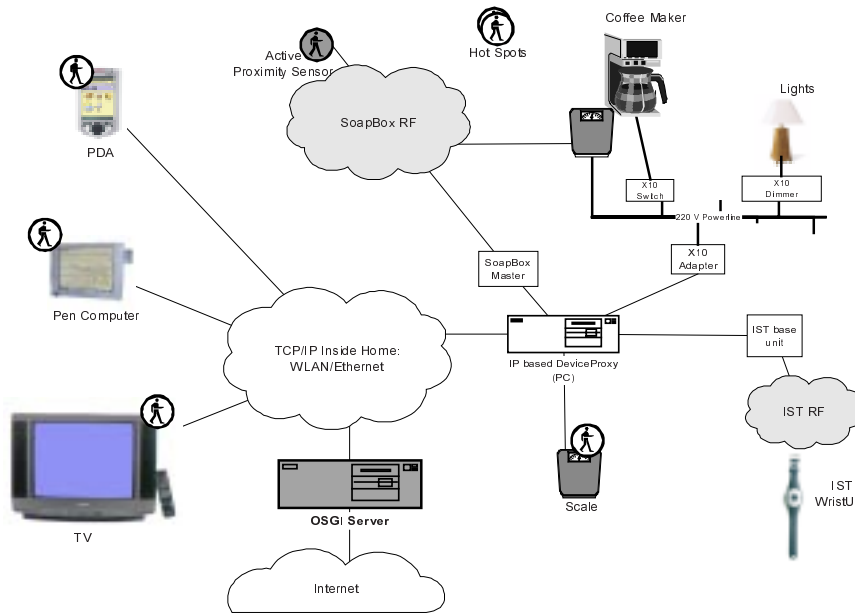 Coffee Maker
Active
Proximity Sensor
Hot Spots
Lights
SoapBox RF
PDA
X10
Switch
X10
Dimmer
220 V Powerline
SoapBox
Master
X10
Adapter
Pen Computer
TCP/IP Inside Home:
WLAN/Ethernet
IP based DeviceProxy
(PC)
IST base
unit
IST RF
TV
OSGI Server
Scale
IST
WristU
Internet